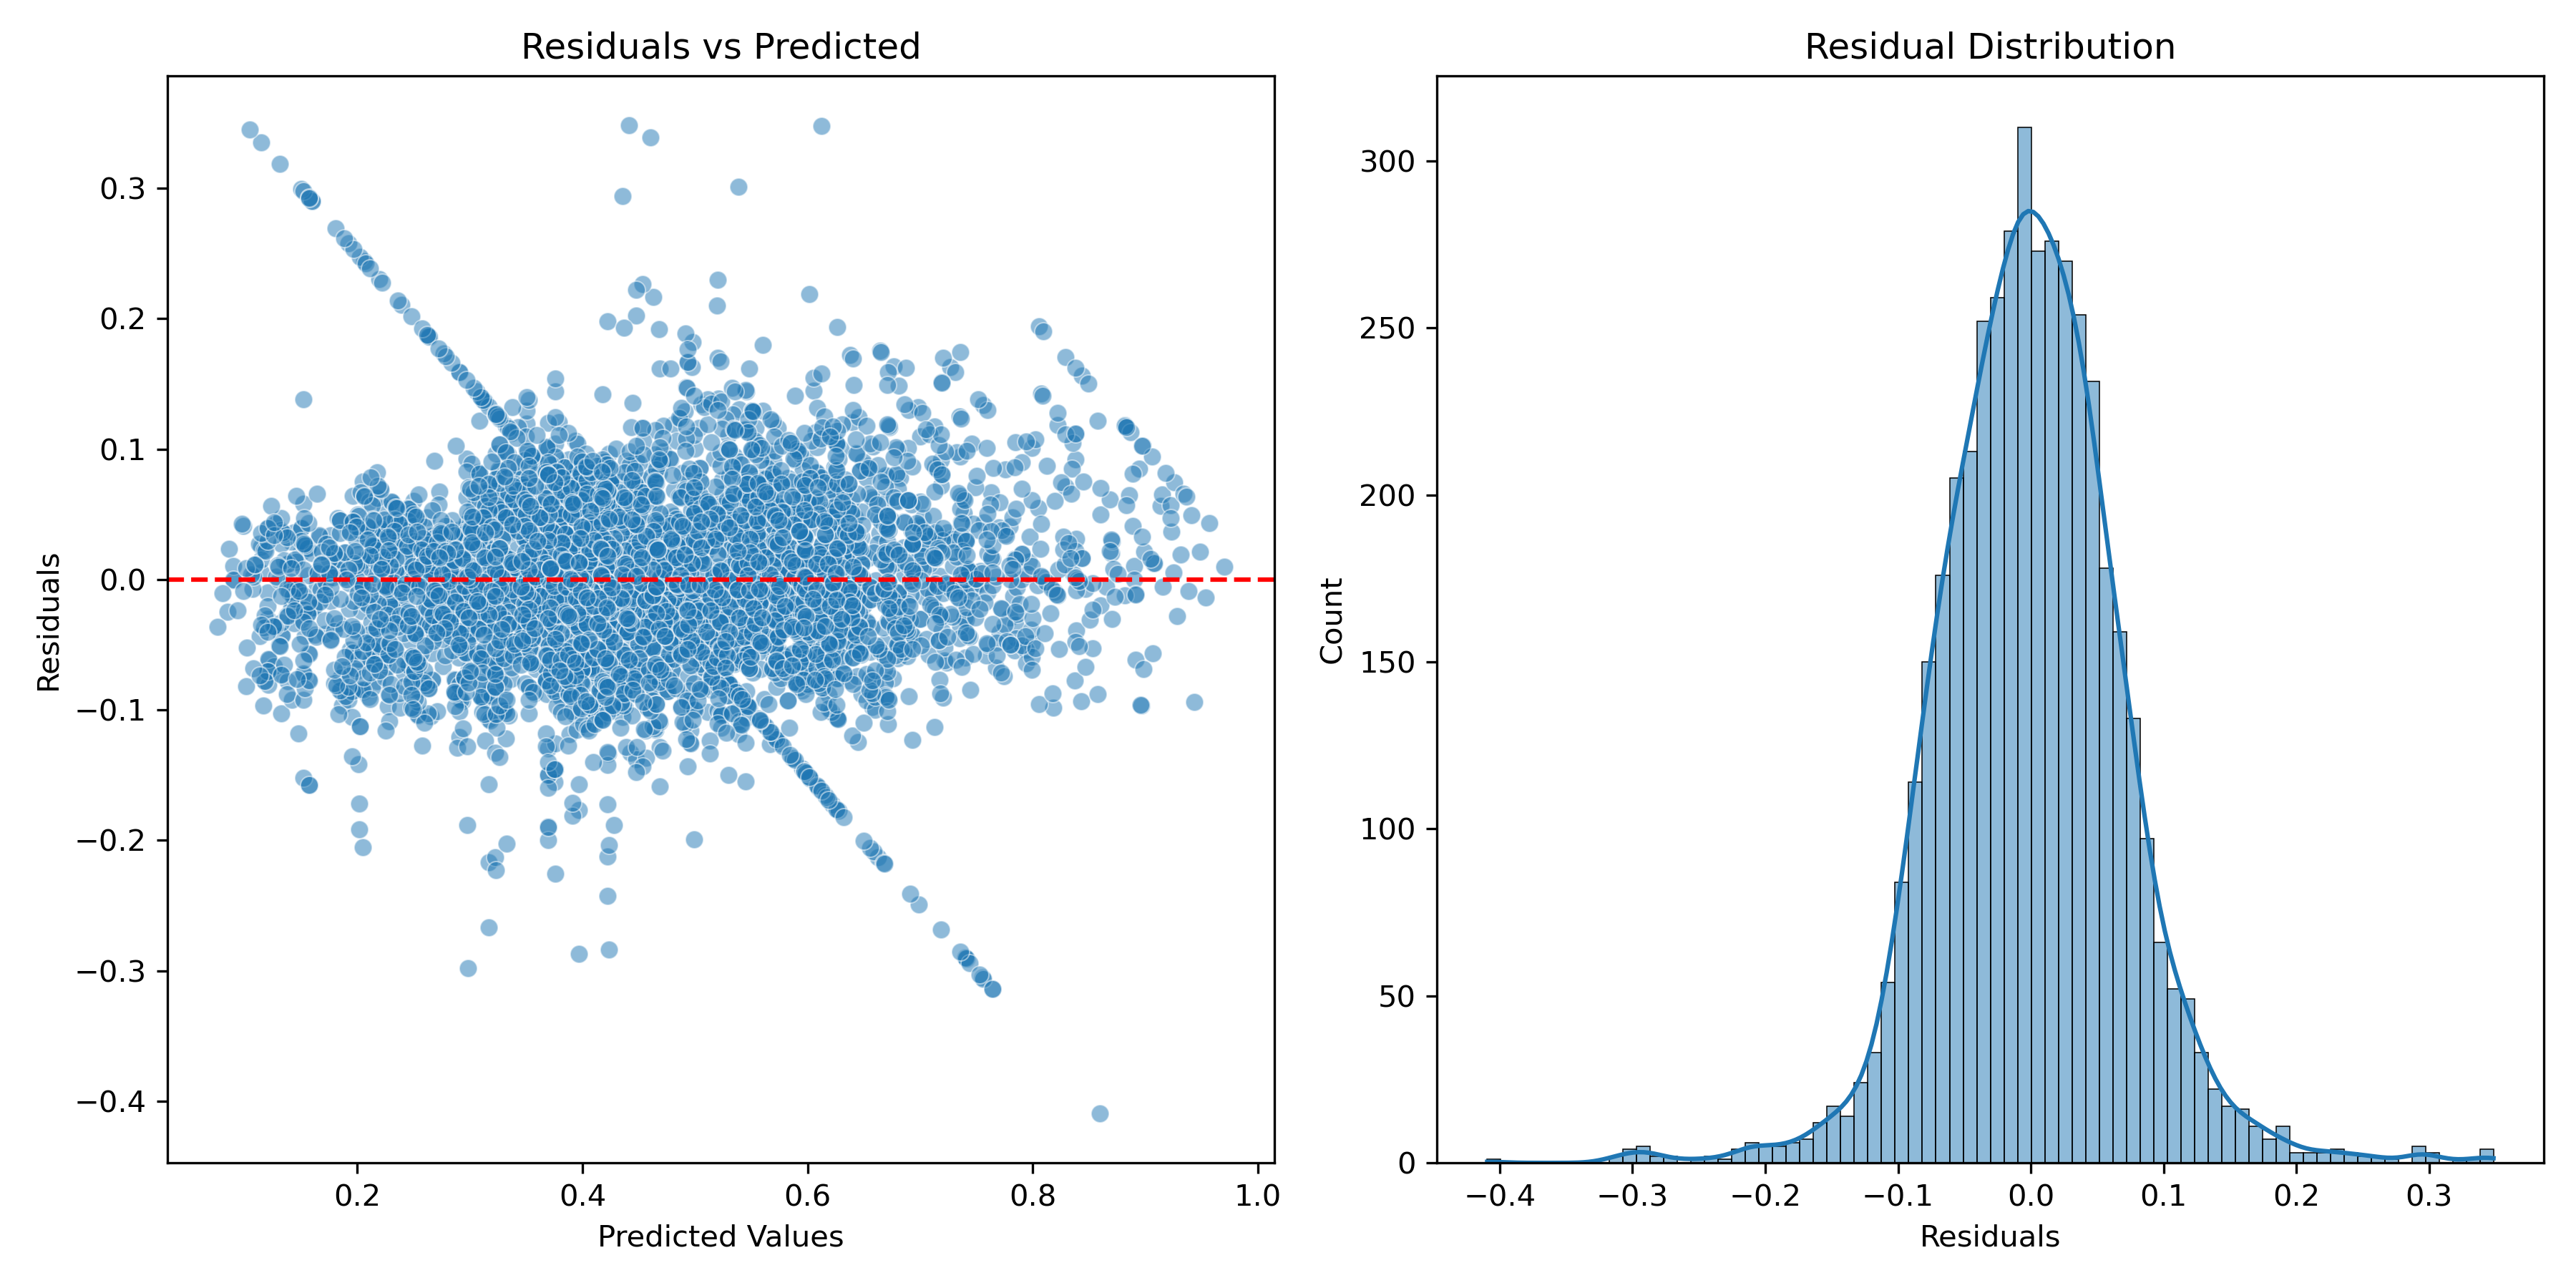 Residuals vs Predicted
Residuals
0.3
0.2
0.1
0.0
−0.1
−0.2
−0.3
−0.4
0.2 0.4 0.6 0.8 1.0
Predicted Values
Residual Distribution
Count
300
250
200
150
100
50
0
−0.4 −0.3 −0.2 −0.1 0.0 0.1 0.2 0.3
Residuals